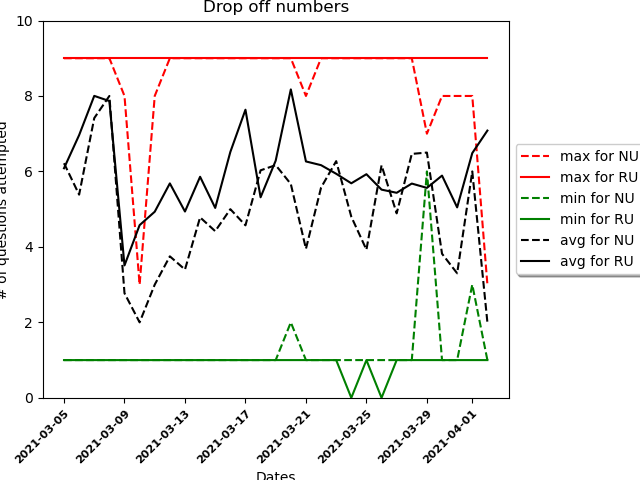 Drop off numbers
# of questions attempted
10
8
6
4
2
0
2021-03-05
2021-03-09
2021-03-13
2021-03-17
2021-03-21
2021-03-25
2021-03-29
2021-04-01
Dates
max for NU
max for RU
min for NU
min for RU
avg for NU
avg for RU